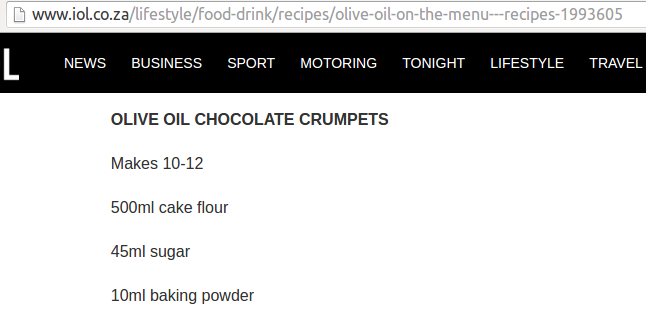 www.iol.co.za/lifestyle/food-drink/recipes/olive-oil-on-the-menu---recipes-1993605
L NEWS BUSINESS SPORT MOTORING TONIGHT LIFESTYLE TRAVEL
OLIVE OIL CHOCOLATE CRUMPETS
Makes 10-12
500ml cake flour
45ml sugar
10ml baking powder